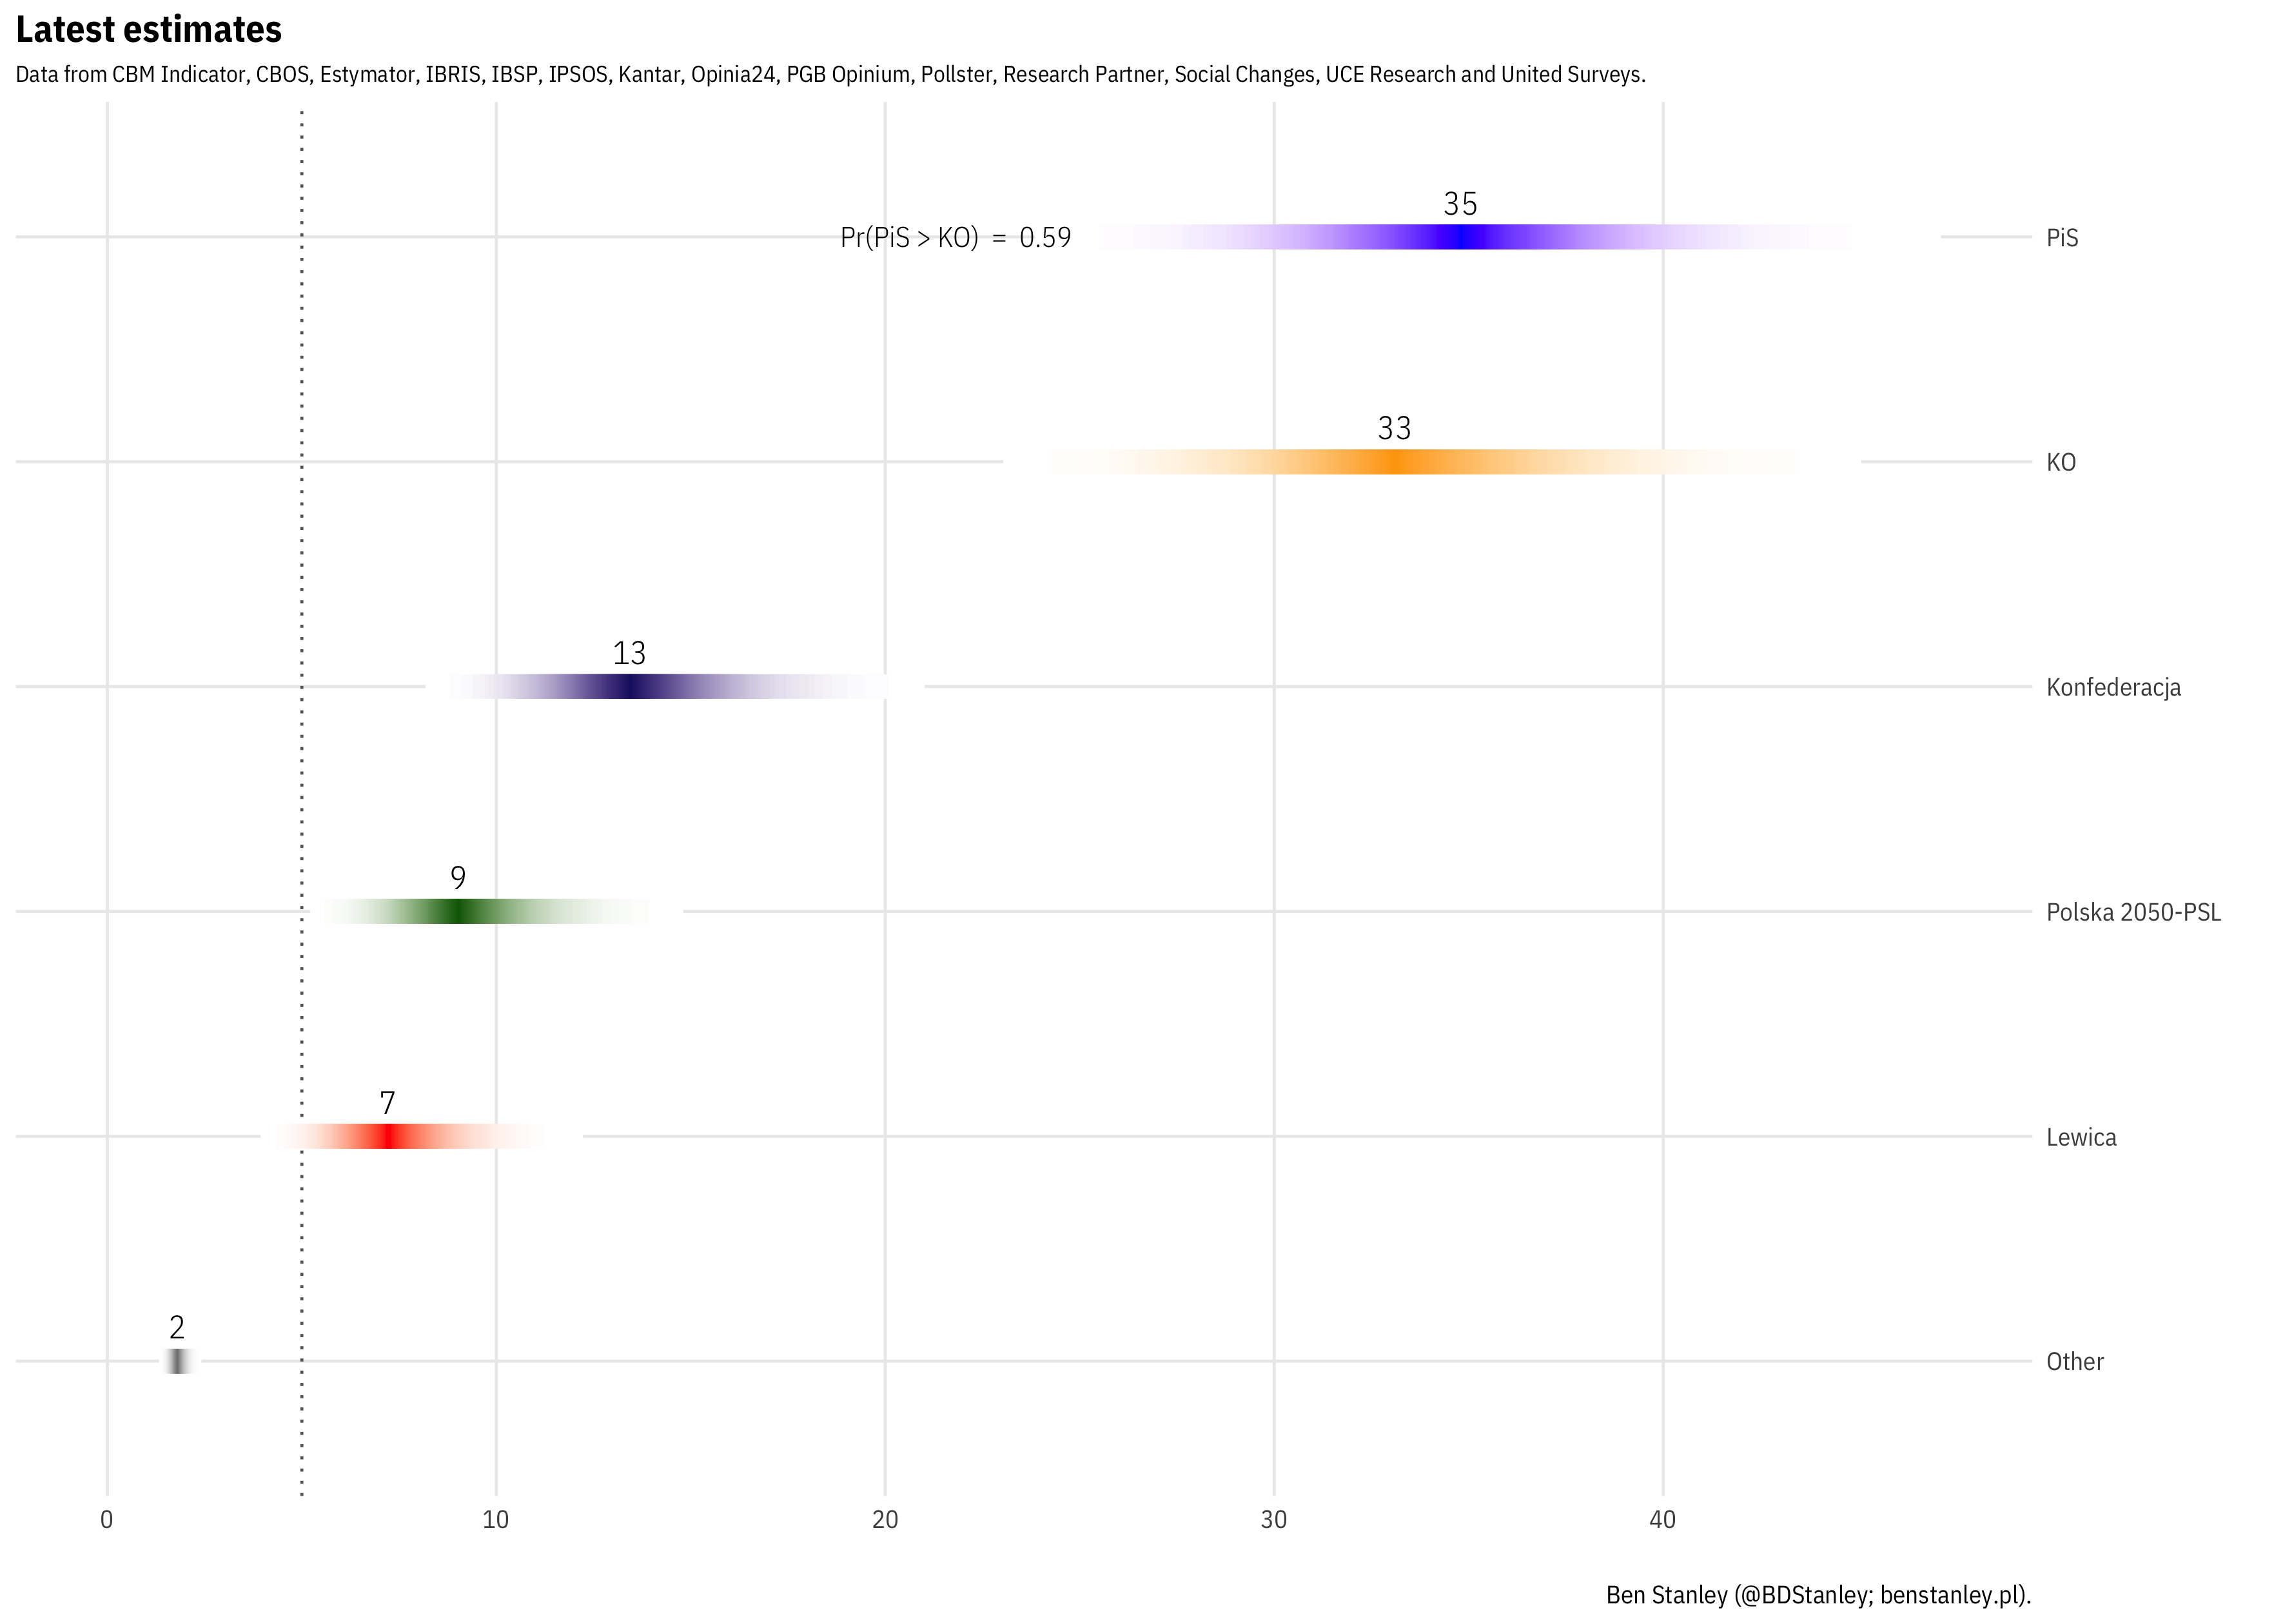 Latest estimates
Data from CBM Indicator, CBOS, Estymator, IBRIS, IBSP, IPSOS, Kantar, Opinia24, PGB Opinium, Pollster, Research Partner, Social Changes, UCE Research and United Surveys.
35
Pr(PiS > KO) = 0.59
PiS
33
KO
13
Konfederacja
9
Polska 2050-PSL
7
Lewica
2
Other
0 10 20 30 40
Ben Stanley (@BDStanley; benstanley.pl).